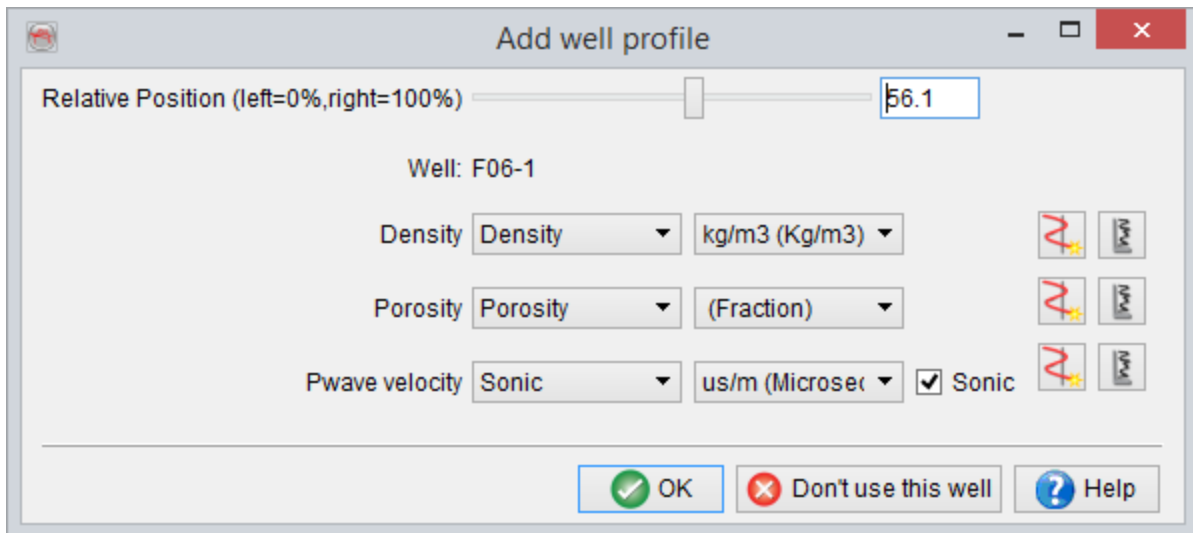 Add well profile
Relative Position (left=0%,right=100%) 56.1
Well: F06-1
Density Density kg/m3 (Kg/m3)
Porosity Porosity (Fraction)
Pwave velocity Sonic us/m (Microsec Sonic
OK Don't use this well Help